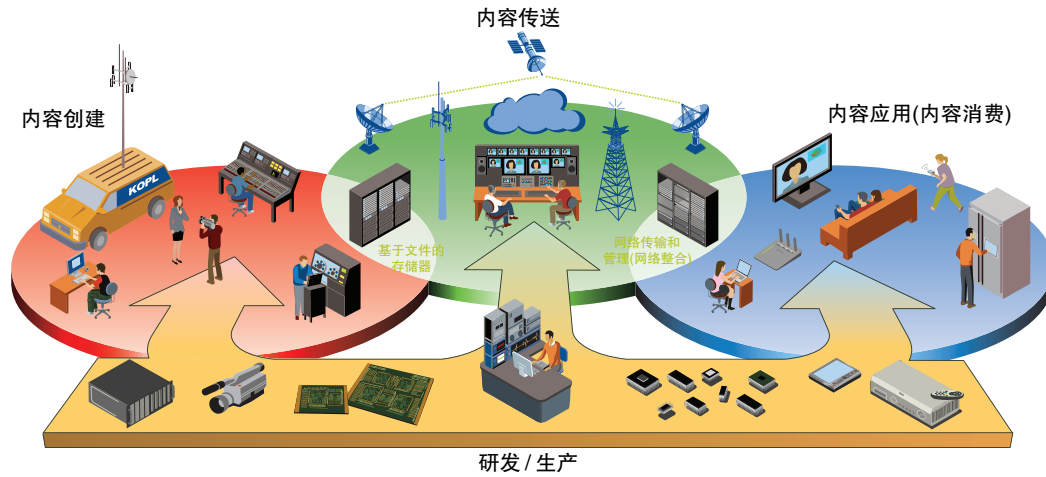 内容传送
内容创建
内容应用(内容消费)
KOPL
基于文件的
存储器
网络传输和
管理(网络整合)
研发 / 生产